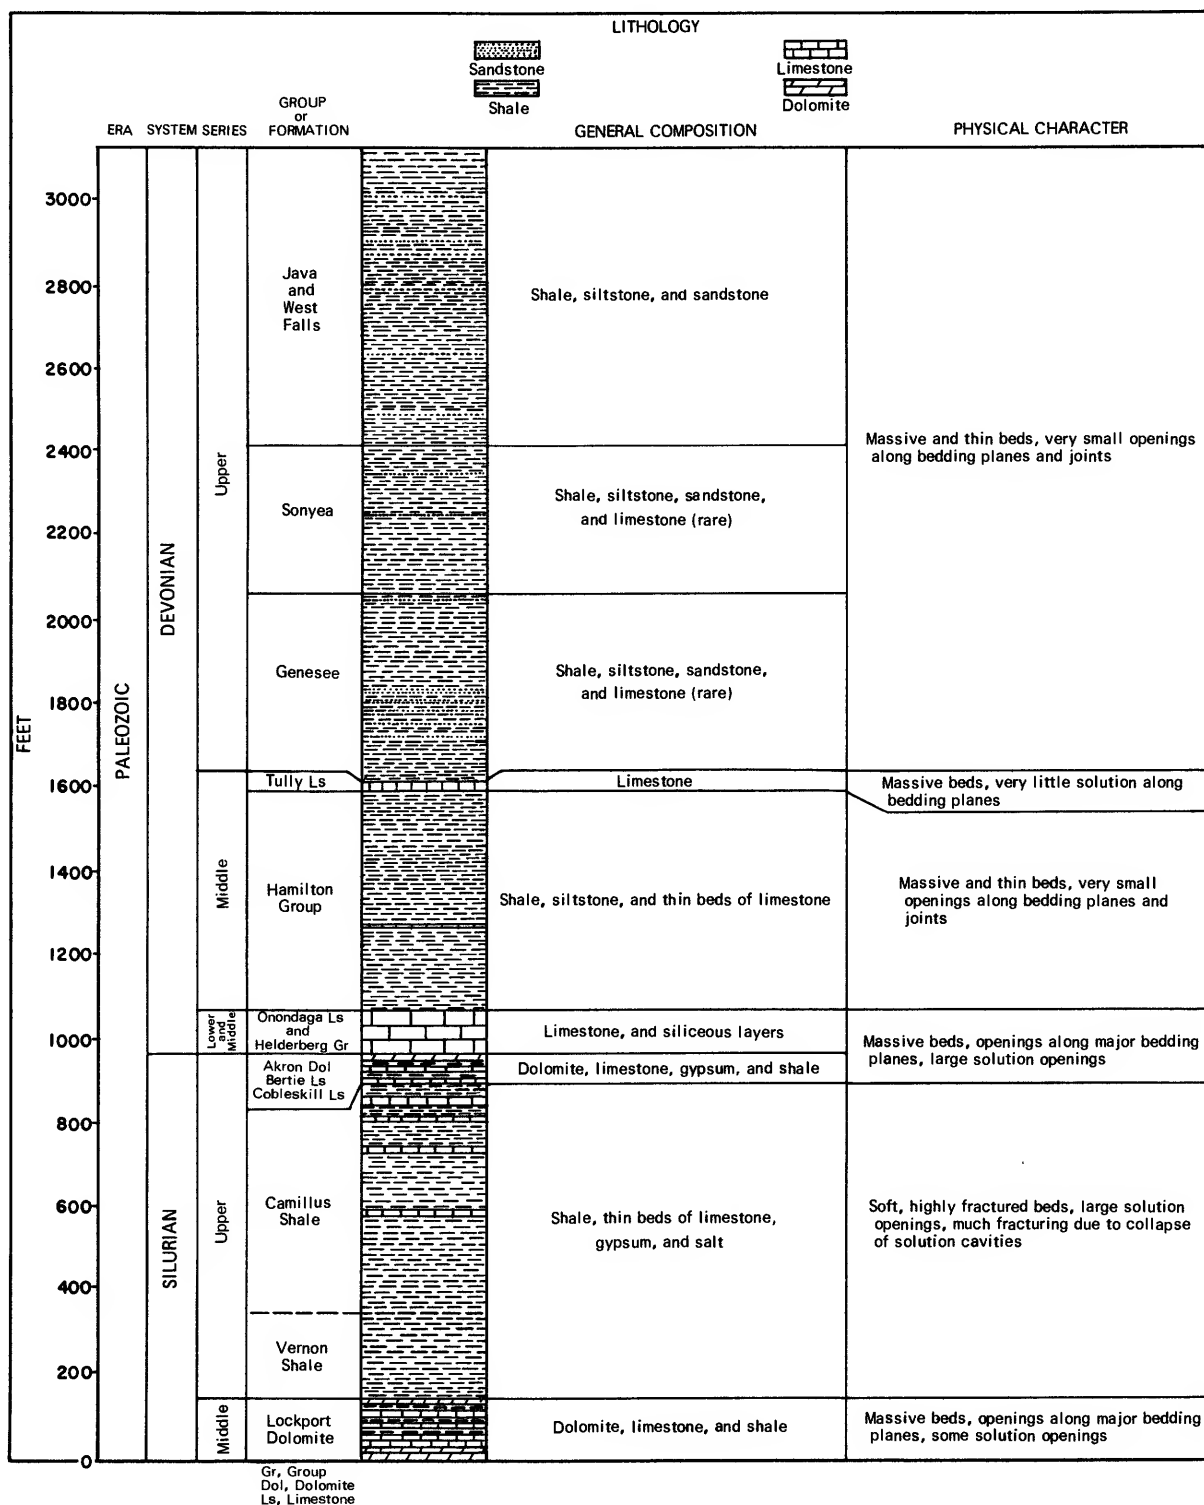 LITHOLOGY
Sandstone
Limestone
Shale
Dolomite
ERA
SYSTEM
SERIES
GROUP
or
FORMATION
GENERAL COMPOSITION
PHYSICAL CHARACTER
FEET
3000
2800
2600
2400
2200
2000
1800
1600
1400
1200
1000
800
600
400
200
0
PALEOZOIC
DEVONIAN
SILURIAN
Upper
Middle
Lower
and
Middle
Upper
Middle
Java
and
West
Falls
Shale, siltstone, and sandstone
Massive and thin beds, very small openings
along bedding planes and joints
Sonyea
Shale, siltstone, sandstone,
and limestone (rare)
Genesee
Shale, siltstone, sandstone,
and limestone (rare)
Tully Ls
Limestone
Massive beds, very little solution along
bedding planes
Hamilton
Group
Shale, siltstone, and thin beds of limestone
Massive and thin beds, very small
openings along bedding planes and
joints
Onondaga Ls
and
Helderberg Gr
Limestone, and siliceous layers
Massive beds, openings along major bedding
planes, large solution openings
Akron Dol
Bertie Ls
Cobleskill Ls
Dolomite, limestone, gypsum, and shale
Camillus
Shale
Shale, thin beds of limestone,
gypsum, and salt
Soft, highly fractured beds, large solution
openings, much fracturing due to collapse
of solution cavities
Vernon
Shale
Lockport
Dolomite
Dolomite, limestone, and shale
Massive beds, openings along major bedding
planes, some solution openings
Gr, Group
Dol, Dolomite
Ls, Limestone